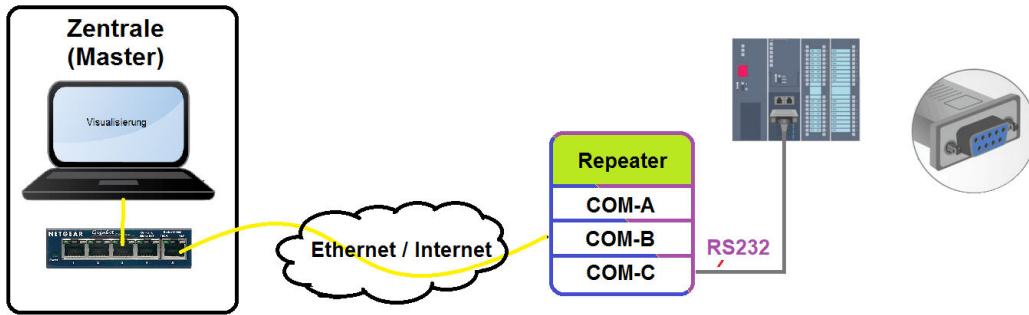 Zentrale
(Master)
Visualisierung
NETGEAR
Ethernet / Internet
Repeater
COM-A
COM-B
COM-C
RS232